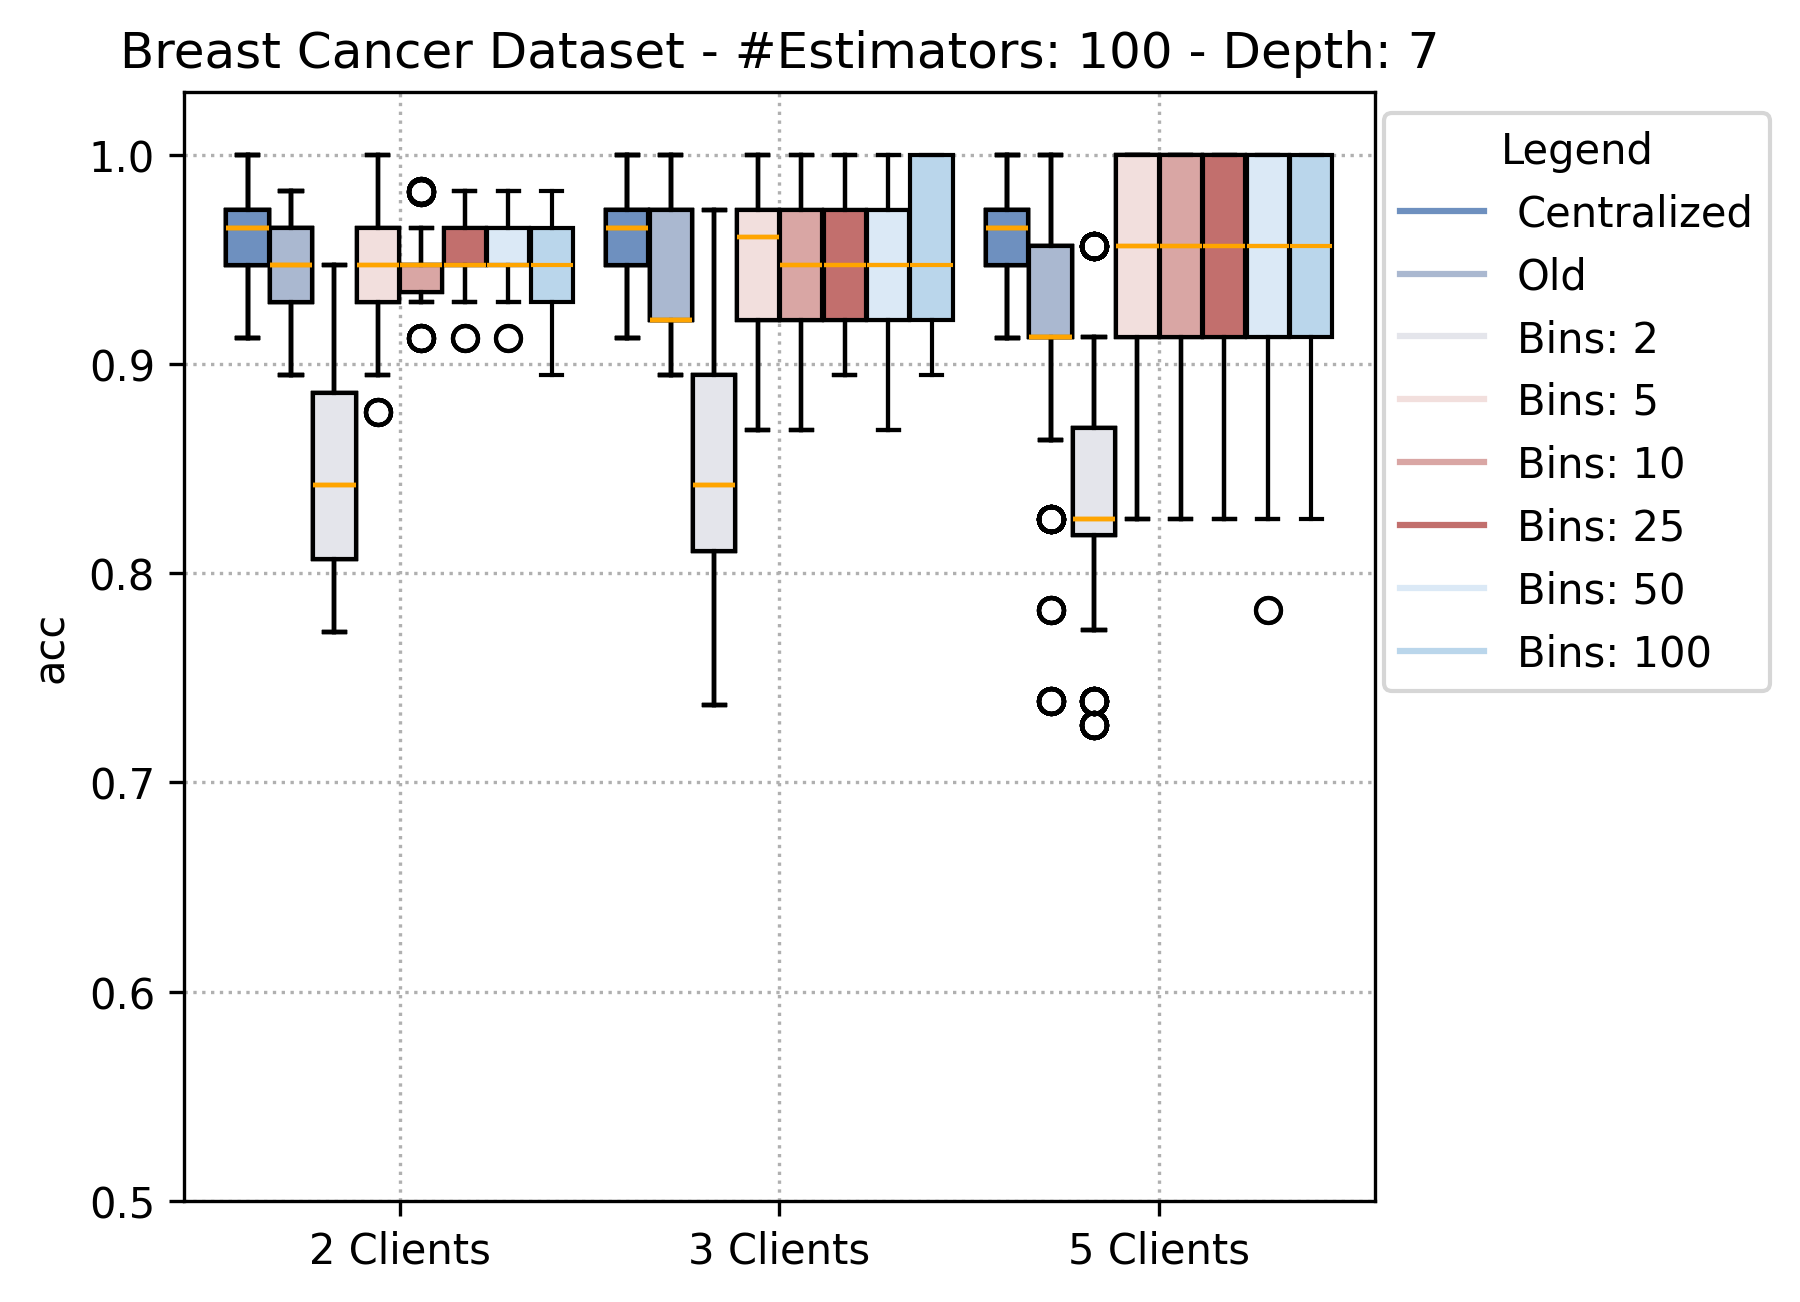 Breast Cancer Dataset - #Estimators: 100 - Depth: 7
acc
1.0
0.9
0.8
0.7
0.6
0.5
2 Clients
3 Clients
5 Clients
Legend
Centralized
Old
Bins: 2
Bins: 5
Bins: 10
Bins: 25
Bins: 50
Bins: 100